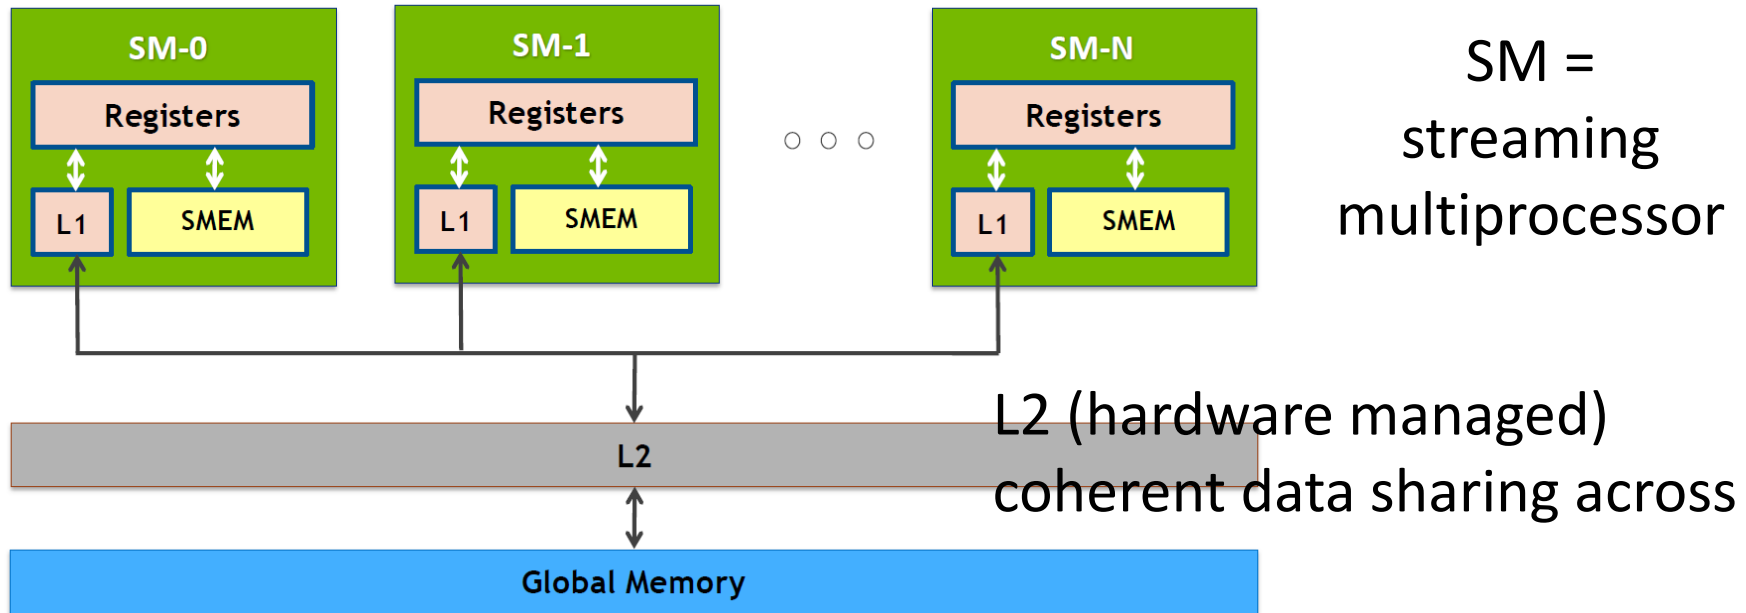 SM-0
Registers
L1
SMEM
SM-1
Registers
L1
SMEM
SM-N
Registers
L1
SMEM
SM =
streaming
multiprocessor
L2 (hardware managed)
coherent data sharing across
L2
Global Memory